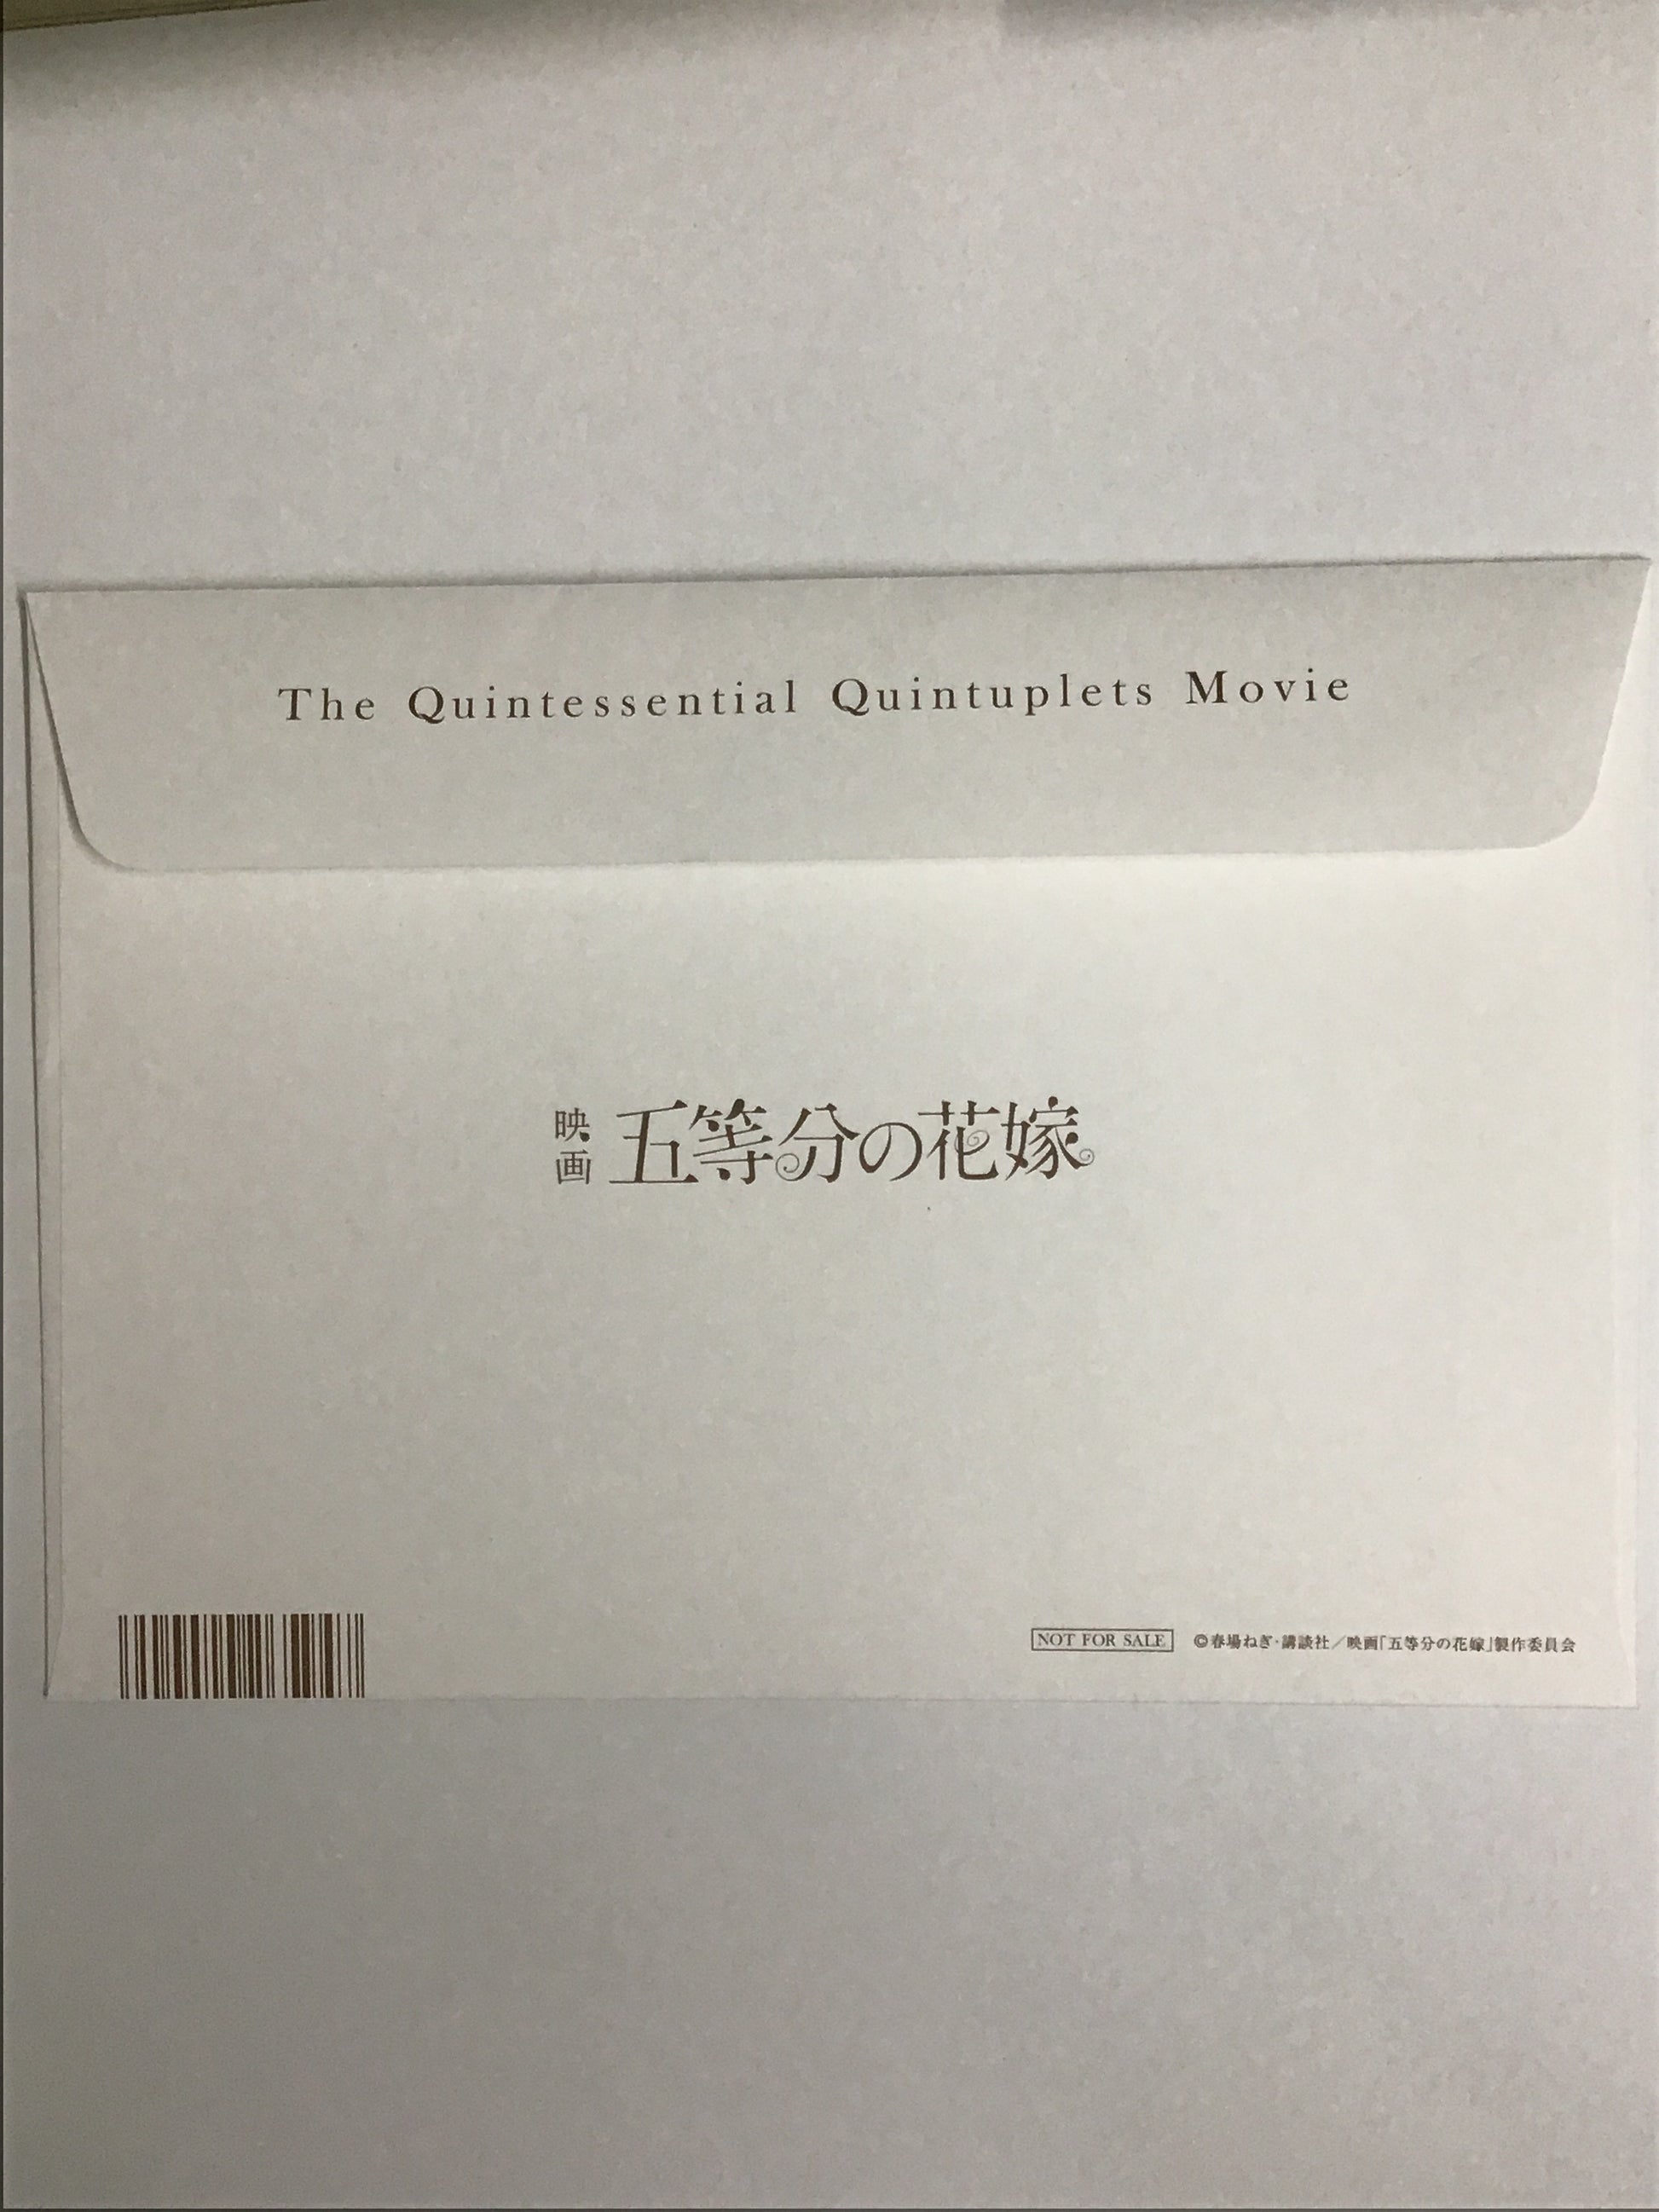 The Quintessential Quintuplets Movie
映画 五等分の花嫁
NOT FOR SALE ©春場ねぎ・講談社／映画「五等分の花嫁」製作委員会